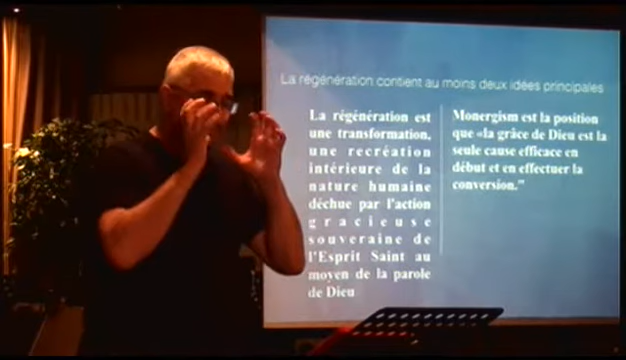 La régénération contient au moins deux idées principales
La règénération est
une transformation,
une recréation
intérieure de la
nature humaine
déchue par l'action
gracieuse
souveraine de
l'Esprit Saint au
moyen de la parole
de Dieu
Monergism est la position
que «la grâce de Dieu est la
seule cause efficace en
début et en effectuer la
conversion.”